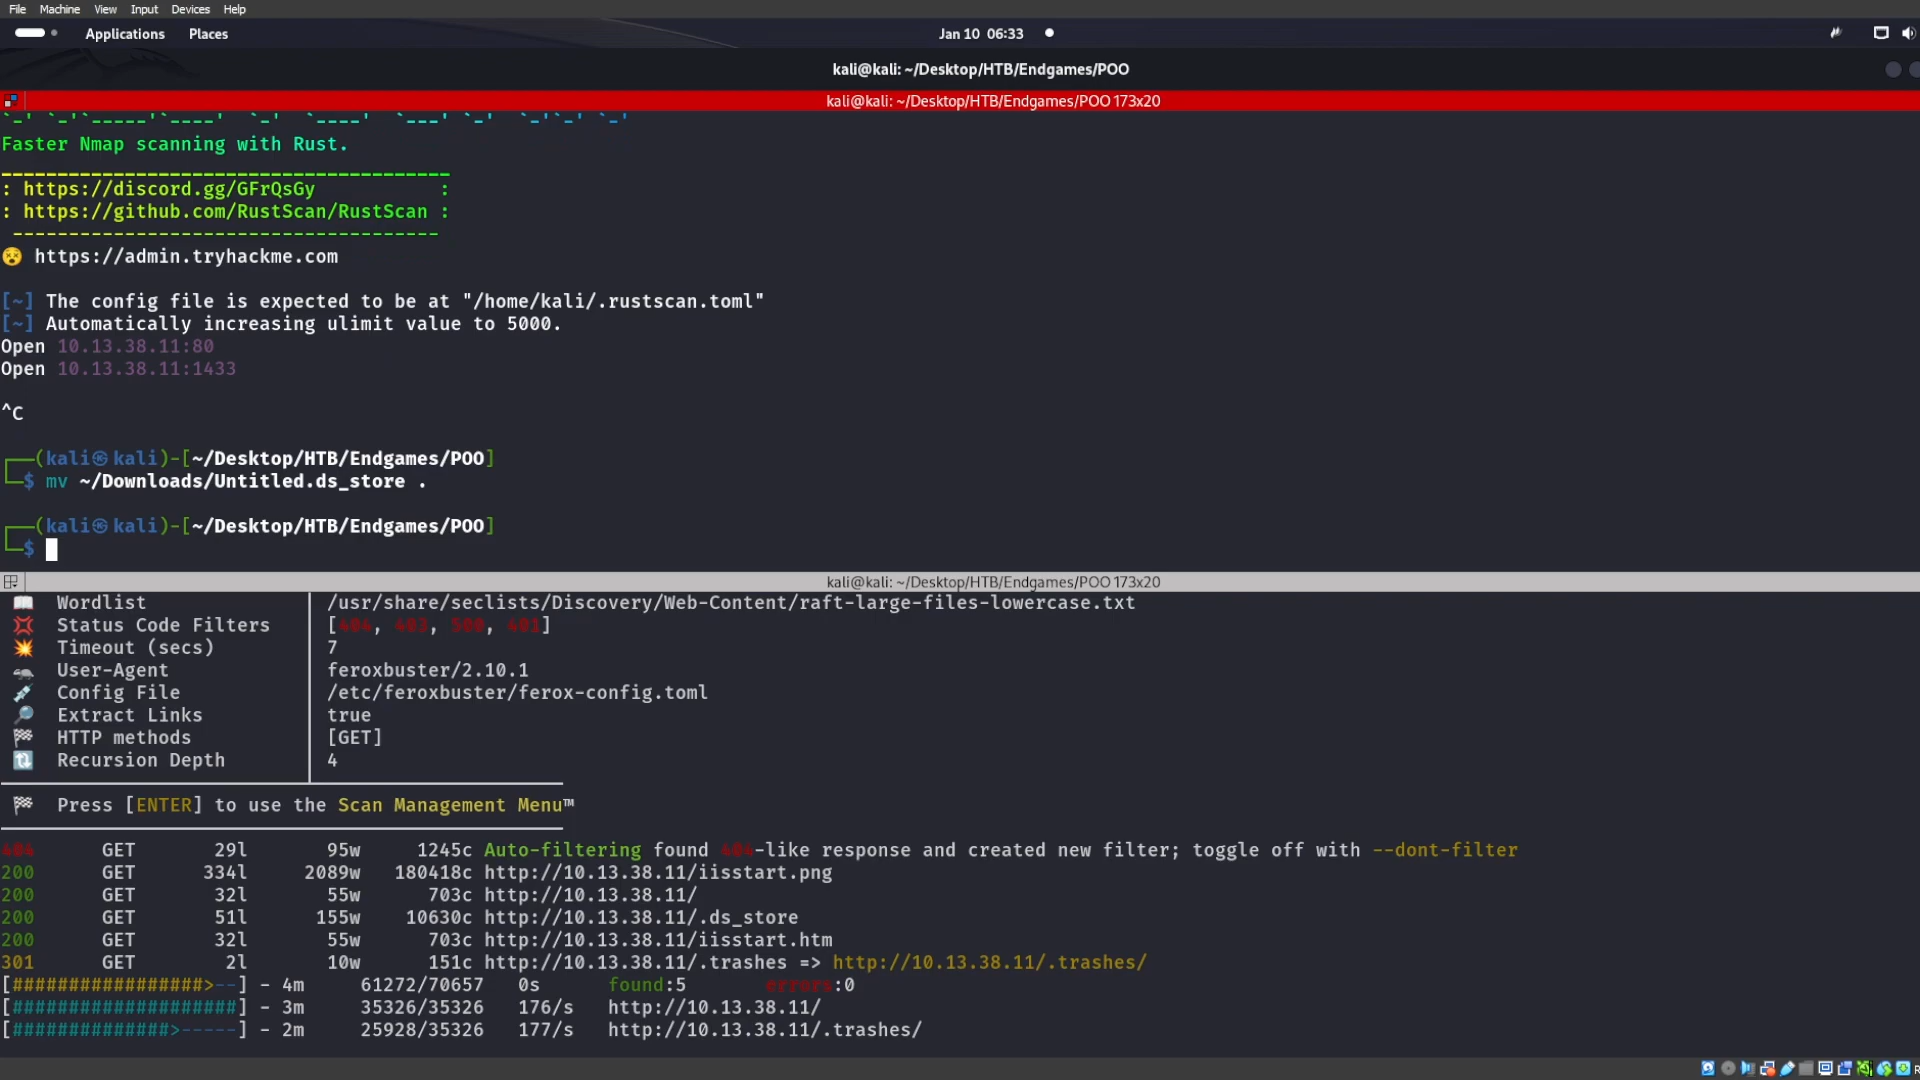 File Machine View Input Devices Help
Applications Places Jan 10 06:33
kali@kali: ~/Desktop/HTB/Endgames/POO
kali@kali: ~/Desktop/HTB/Endgames/POO 173x20
Faster Nmap scanning with Rust.
________________________________________
: https://discord.gg/GFrQsGy :
: https://github.com/RustScan/RustScan :
--------------------------------------
😵 https://admin.tryhackme.com
[~] The config file is expected to be at "/home/kali/.rustscan.toml"
[~] Automatically increasing ulimit value to 5000.
Open 10.13.38.11:80
Open 10.13.38.11:1433
^C
┌──(kali㉿kali)-[~/Desktop/HTB/Endgames/POO]
└─$ mv ~/Downloads/Untitled.ds_store .
┌──(kali㉿kali)-[~/Desktop/HTB/Endgames/POO]
└─$
kali@kali: ~/Desktop/HTB/Endgames/POO 173x20
📖 Wordlist │ /usr/share/seclists/Discovery/Web-Content/raft-large-files-lowercase.txt
💢 Status Code Filters │ [404, 403, 500, 401]
💥 Timeout (secs) │ 7
🦡 User-Agent │ feroxbuster/2.10.1
💉 Config File │ /etc/feroxbuster/ferox-config.toml
🔎 Extract Links │ true
🏁 HTTP methods │ [GET]
🔃 Recursion Depth │ 4
🏁 Press [ENTER] to use the Scan Management Menu™
404 GET 29l 95w 1245c Auto-filtering found 404-like response and created new filter; toggle off with --dont-filter
200 GET 334l 2089w 180418c http://10.13.38.11/iisstart.png
200 GET 32l 55w 703c http://10.13.38.11/
200 GET 51l 155w 10630c http://10.13.38.11/.ds_store
200 GET 32l 55w 703c http://10.13.38.11/iisstart.htm
301 GET 2l 10w 151c http://10.13.38.11/.trashes => http://10.13.38.11/.trashes/
[#################>--] - 4m 61272/70657 0s found:5 errors:0
[####################] - 3m 35326/35326 176/s http://10.13.38.11/
[##############>-----] - 2m 25928/35326 177/s http://10.13.38.11/.trashes/